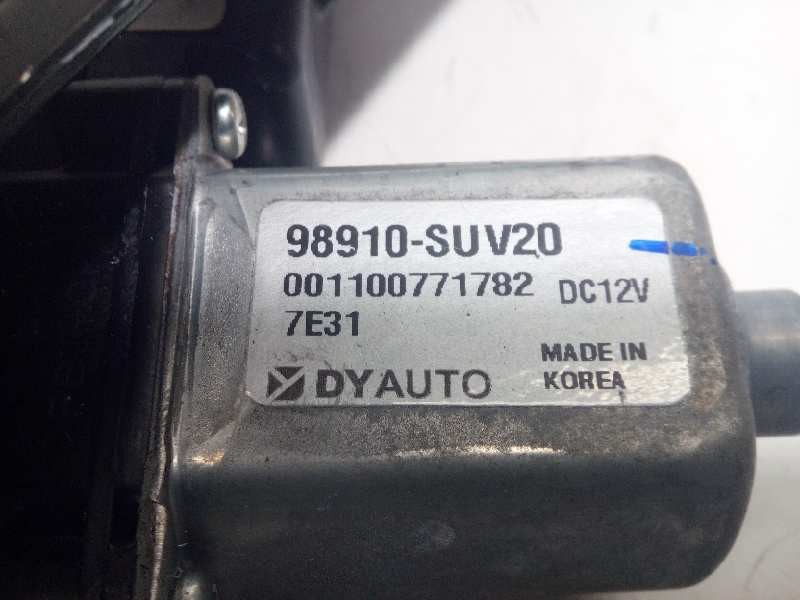 98910-SUV20
001100771782 DC12V
7E31
DYAUTO
MADE IN
KOREA